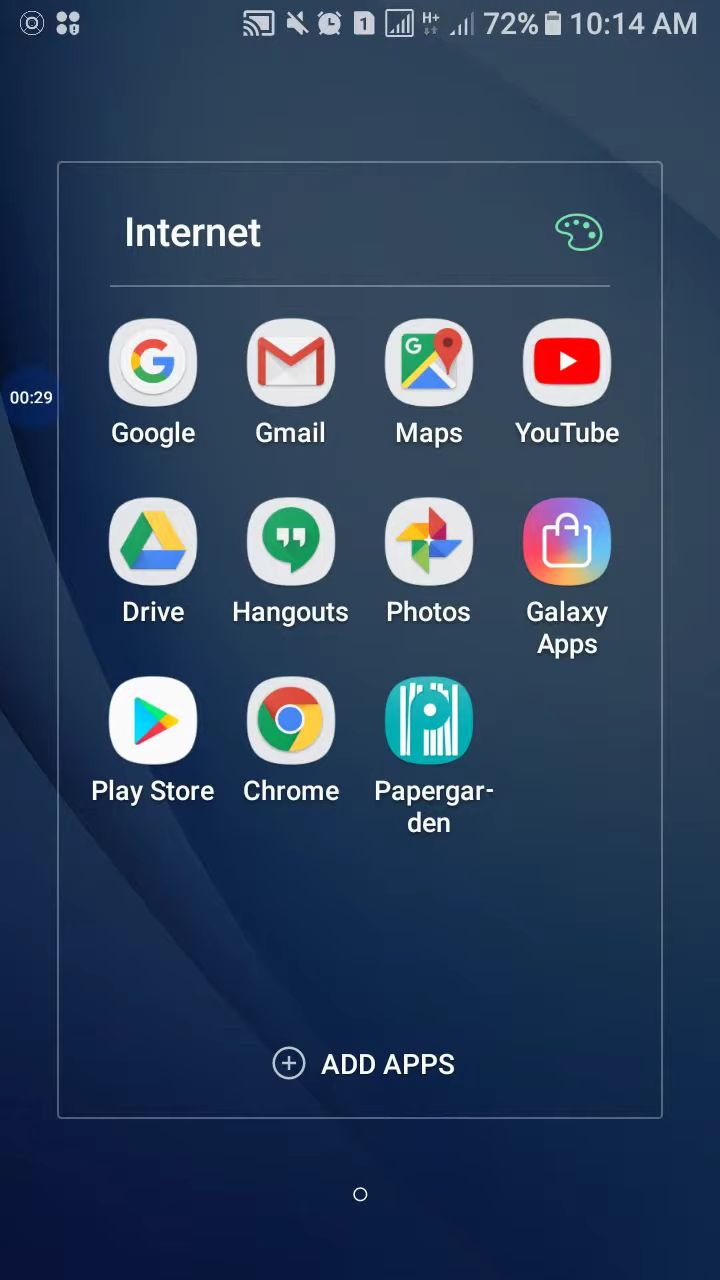 1 H+ 72% 10:14 AM
Internet
00:29
Google Gmail Maps YouTube
Drive Hangouts Photos Galaxy
Apps
Play Store Chrome Papergar-
den
ADD APPS